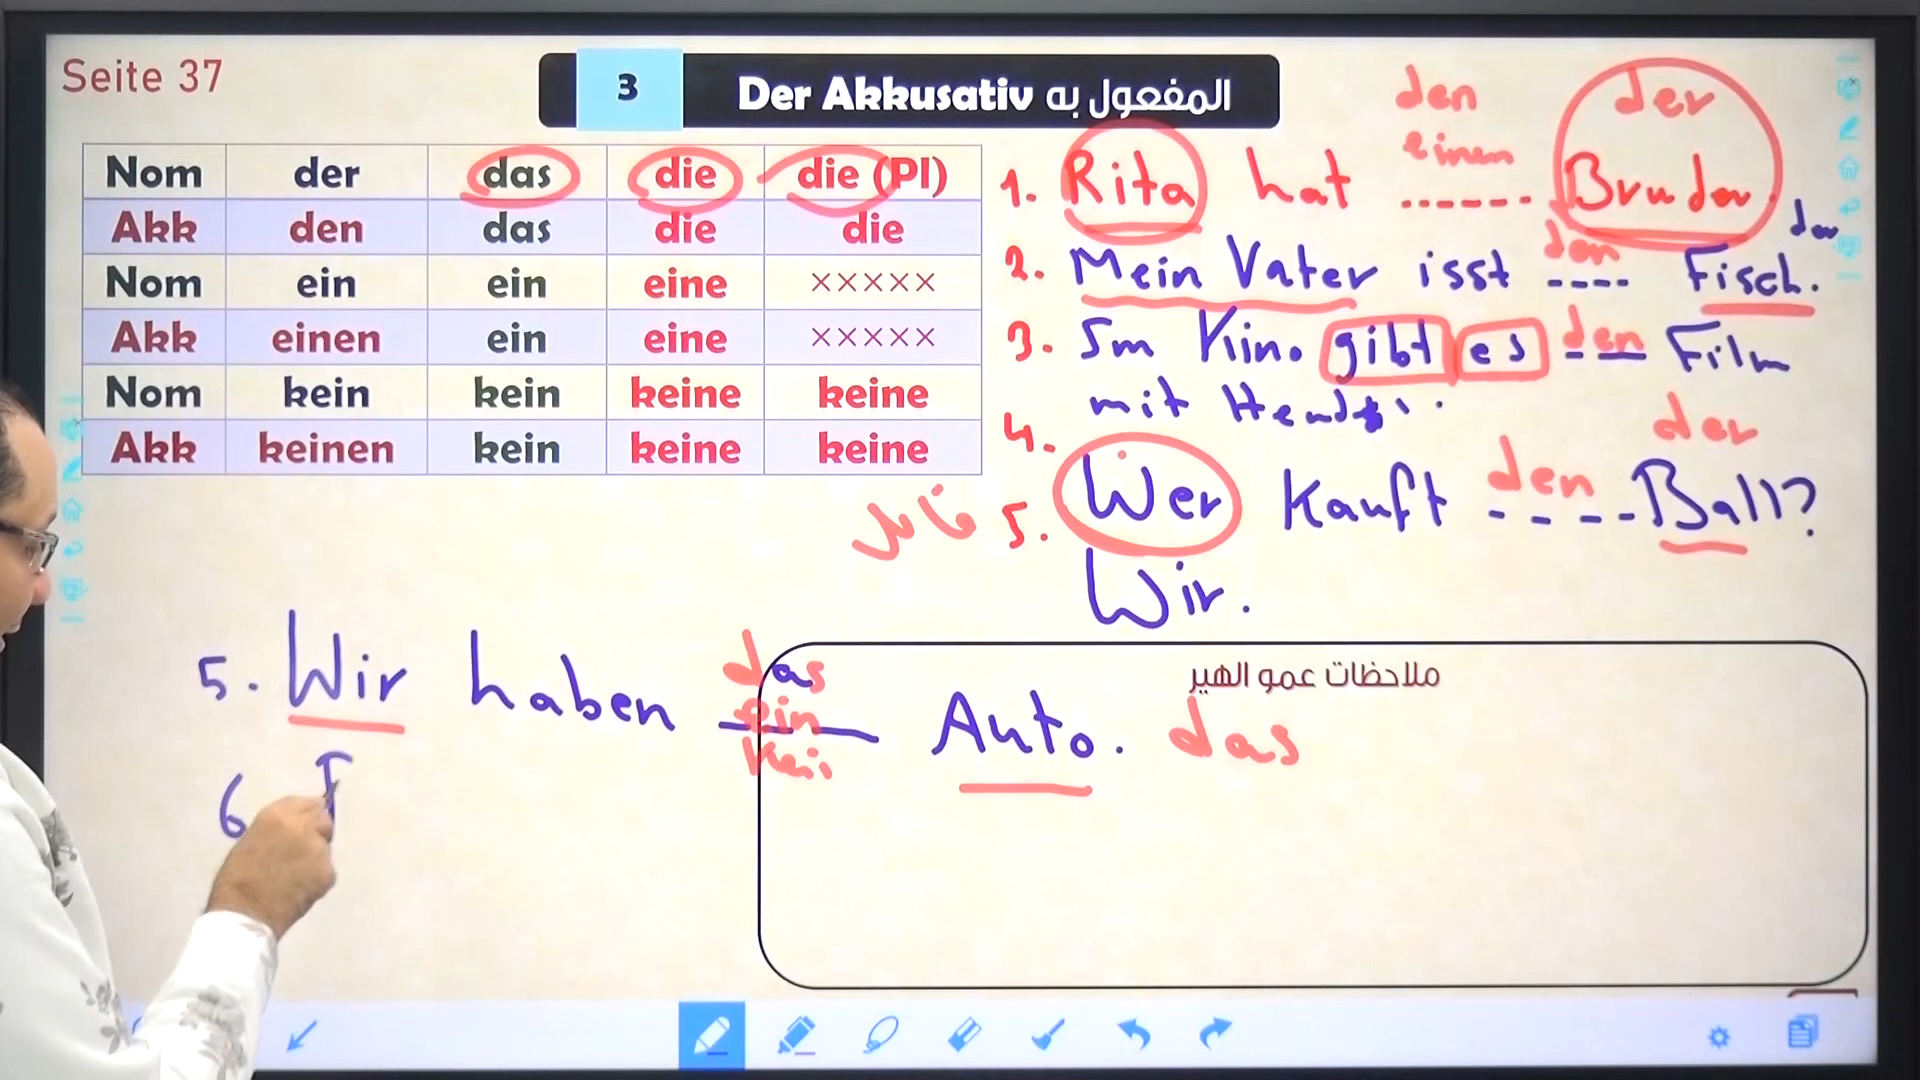 Seite 37
3 Der Akkusativ المفعول به
Nom der das die die (Pl)
Akk den das die die
Nom ein ein eine ×××××
Akk einen ein eine ×××××
Nom kein kein keine keine
Akk keinen kein keine keine
den der
einen
1. Rita hat ...... Bruder.
den der
2. Mein Vater isst ---- Fisch.
den
3. Im Kino gibt es --- Film
mit
4.
den der
5. Wer kauft ----- Ball?
فاعل
Wir.
ملاحظات عمو الهير
das
ein
kein
5. Wir haben ___ Auto. das
6.